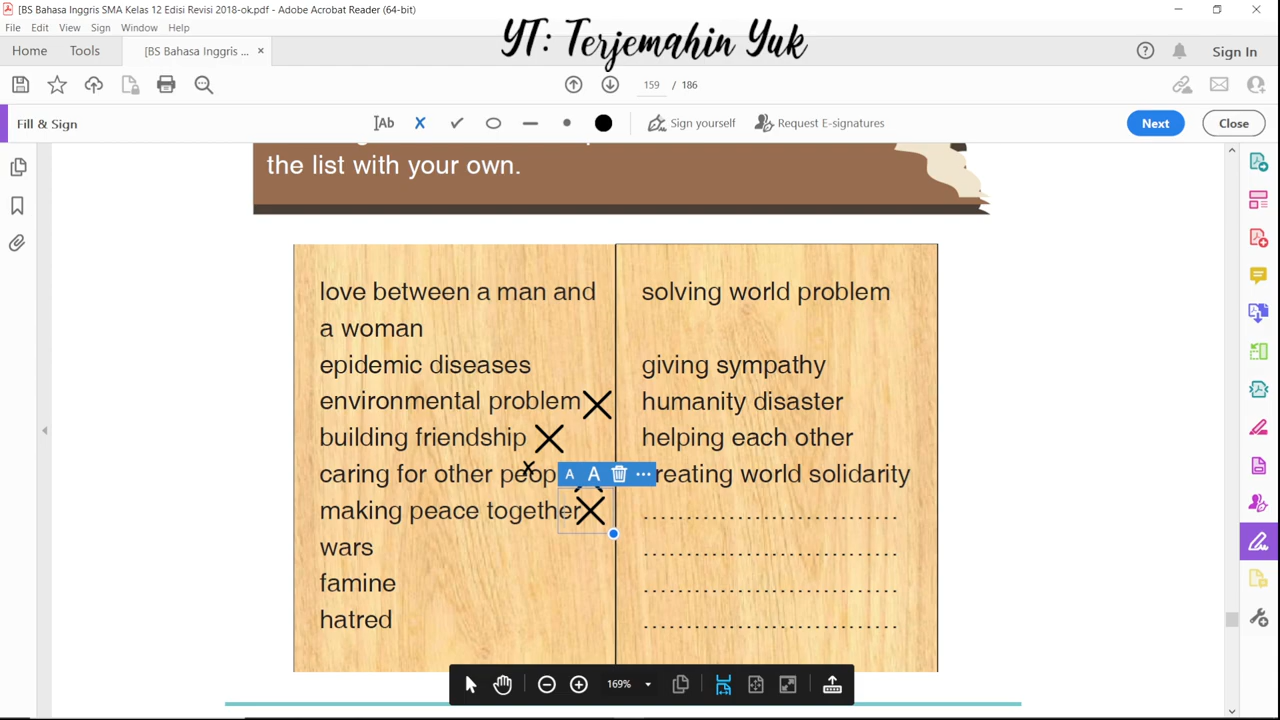 [BS Bahasa Inggris SMA Kelas 12 Edisi Revisi 2018-ok.pdf - Adobe Acrobat Reader (64-bit)
File Edit View Sign Window Help
YT: Terjemahin Yuk
Home Tools [BS Bahasa Inggris ... × Sign In
159 / 186
Fill & Sign Ab Sign yourself Request E-signatures Next Close
the list with your own.
love between a man and
a woman
epidemic diseases
environmental problem
building friendship
caring for other peop
making peace together
wars
famine
hatred
solving world problem
giving sympathy
humanity disaster
helping each other
reating world solidarity
A A
169%